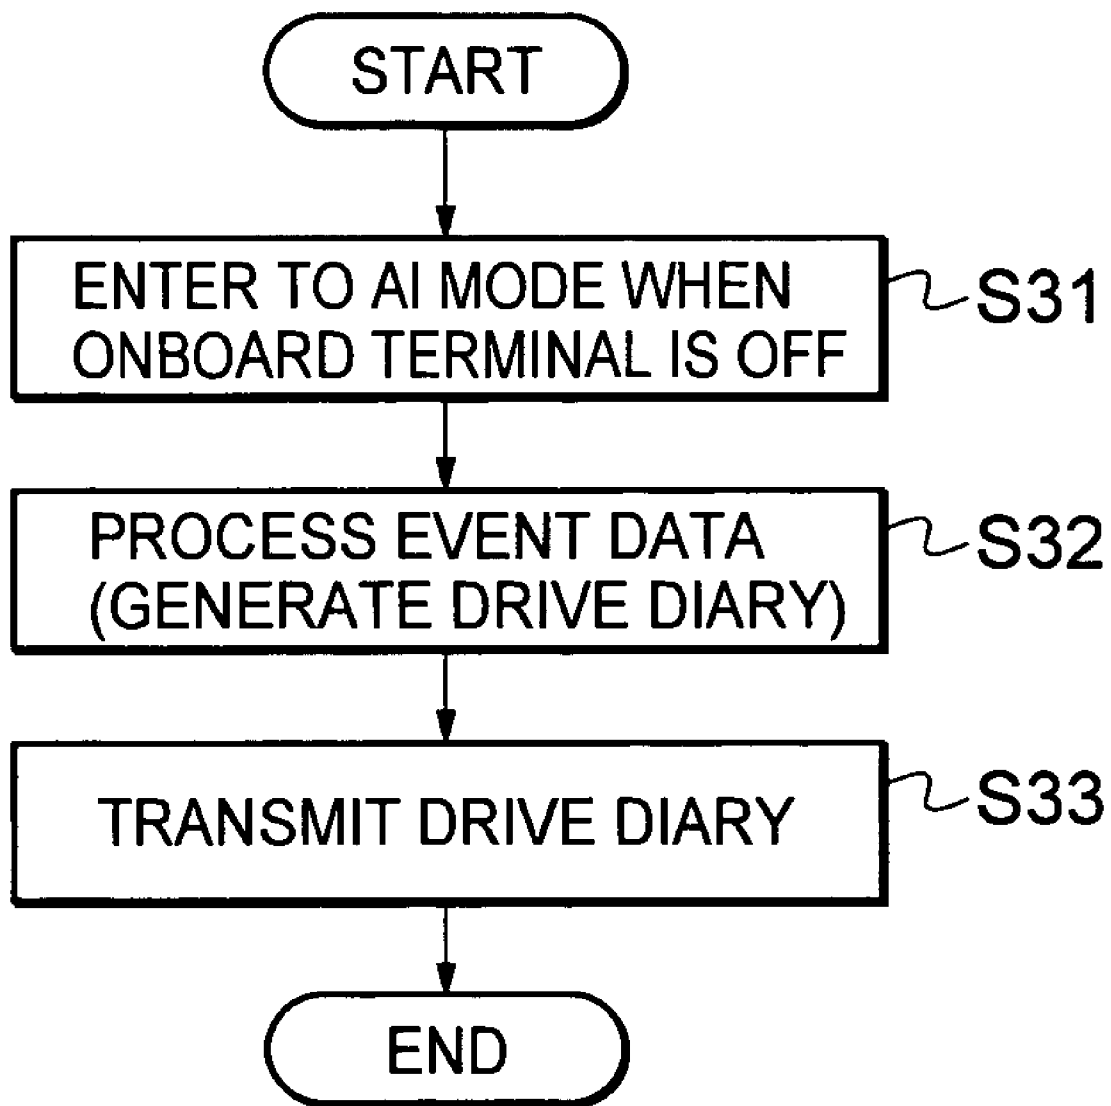 START
ENTER TO AI MODE WHEN
ONBOARD TERMINAL IS OFF
S31
PROCESS EVENT DATA
(GENERATE DRIVE DIARY)
S32
TRANSMIT DRIVE DIARY
S33
END